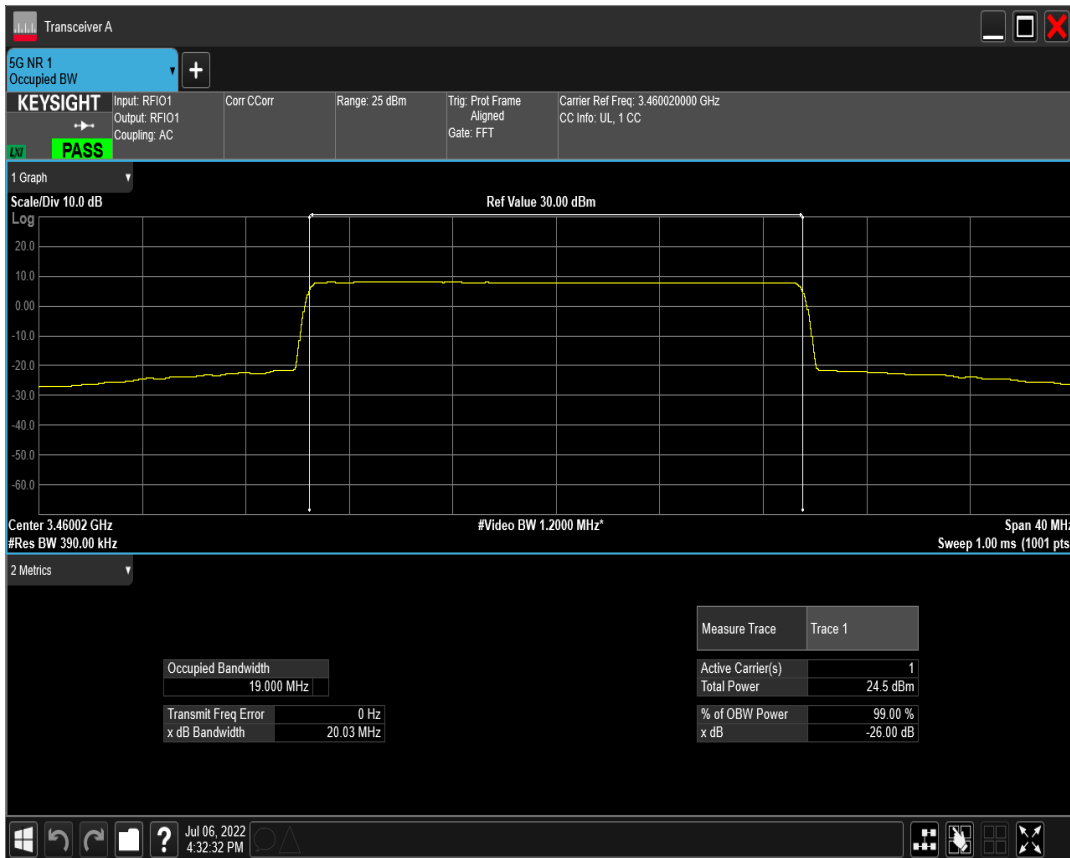 Transceiver A
5G NR 1
Occupied BW
+
KEYSIGHT
LXI
PASS
Input: RFIO1
Output: RFIO1
Coupling: AC
Corr CCorr
Range: 25 dBm
Trig: Prot Frame
Aligned
Gate: FFT
Carrier Ref Freq: 3.460020000 GHz
CC Info: UL, 1 CC
1 Graph
Scale/Div 10.0 dB
Ref Value 30.00 dBm
Log
20.0
10.0
0.00
-10.0
-20.0
-30.0
-40.0
-50.0
-60.0
Center 3.46002 GHz
#Video BW 1.2000 MHz*
Span 40 MHz
#Res BW 390.00 kHz
Sweep 1.00 ms (1001 pts
2 Metrics
Measure Trace Trace 1
Occupied Bandwidth
19.000 MHz
Active Carrier(s) 1
Total Power 24.5 dBm
Transmit Freq Error 0 Hz
x dB Bandwidth 20.03 MHz
% of OBW Power 99.00 %
x dB -26.00 dB
?
Jul 06, 2022
4:32:32 PM